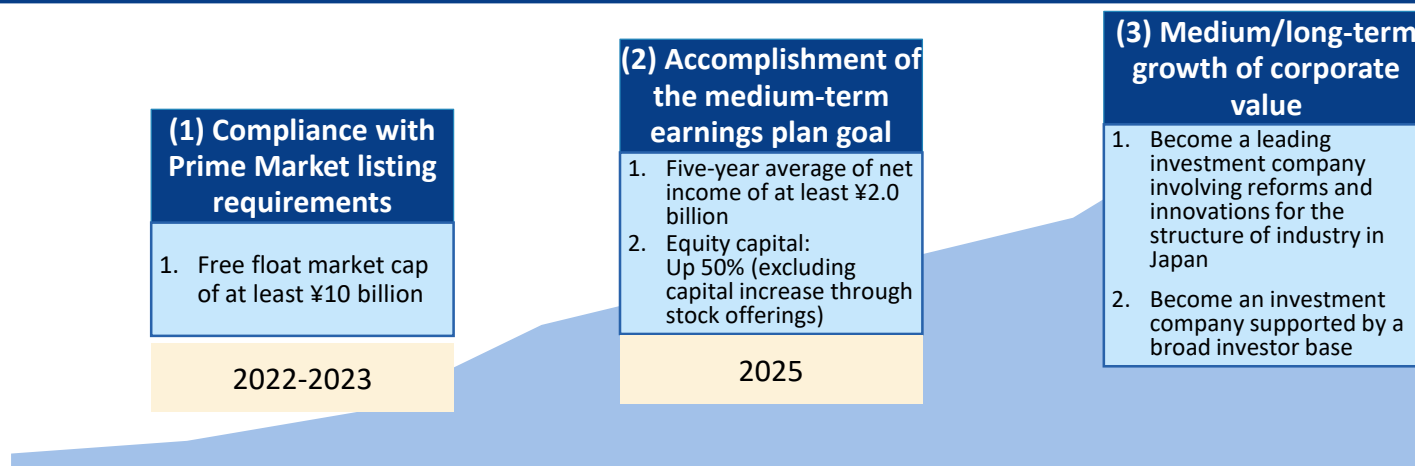 (1) Compliance with
Prime Market listing
requirements
1. Free float market cap
of at least ¥10 billion
2022-2023
(2) Accomplishment of
the medium-term
earnings plan goal
1. Five-year average of net
income of at least ¥2.0
billion
2. Equity capital:
Up 50% (excluding
capital increase through
stock offerings)
2025
(3) Medium/long-term
growth of corporate
value
1. Become a leading
investment company
involving reforms and
innovations for the
structure of industry in
Japan
2. Become an investment
company supported by a
broad investor base